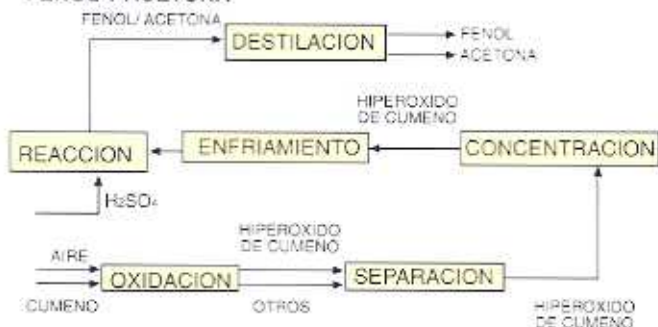 FENOL/ ACETONA
DESTILACION
FENOL
ACETONA
HIPEROXIDO
DE CUMENO
REACCION
ENFRIAMIENTO
CONCENTRACION
H2SO4
AIRE
HIPEROXIDO
DE CUMENO
OXIDACION
SEPARACION
CUMENO
OTROS
HIPEROXIDO
DE CUMENO